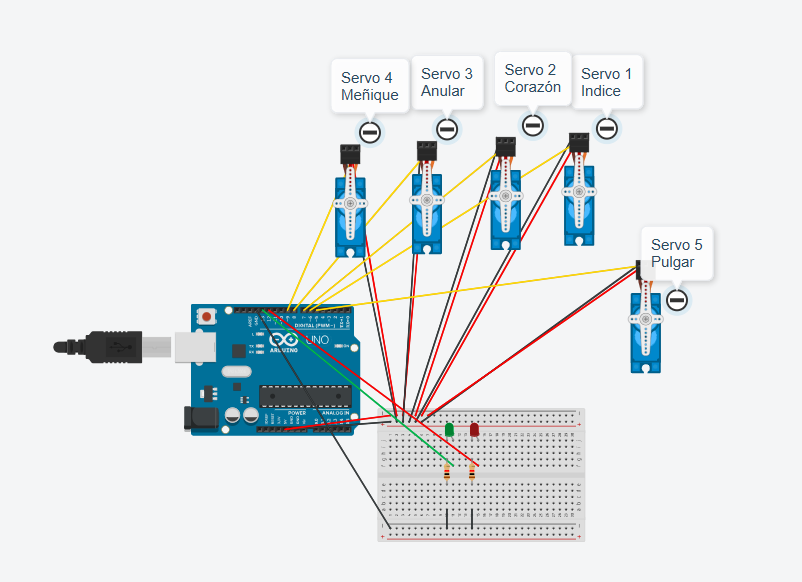 Servo 4
Meñique
Servo 3
Anular
Servo 2
Corazón
Servo 1
Indice
Servo 5
Pulgar
DIGITAL (PWM~)
UNO
ARDUINO
POWER
ANALOG IN